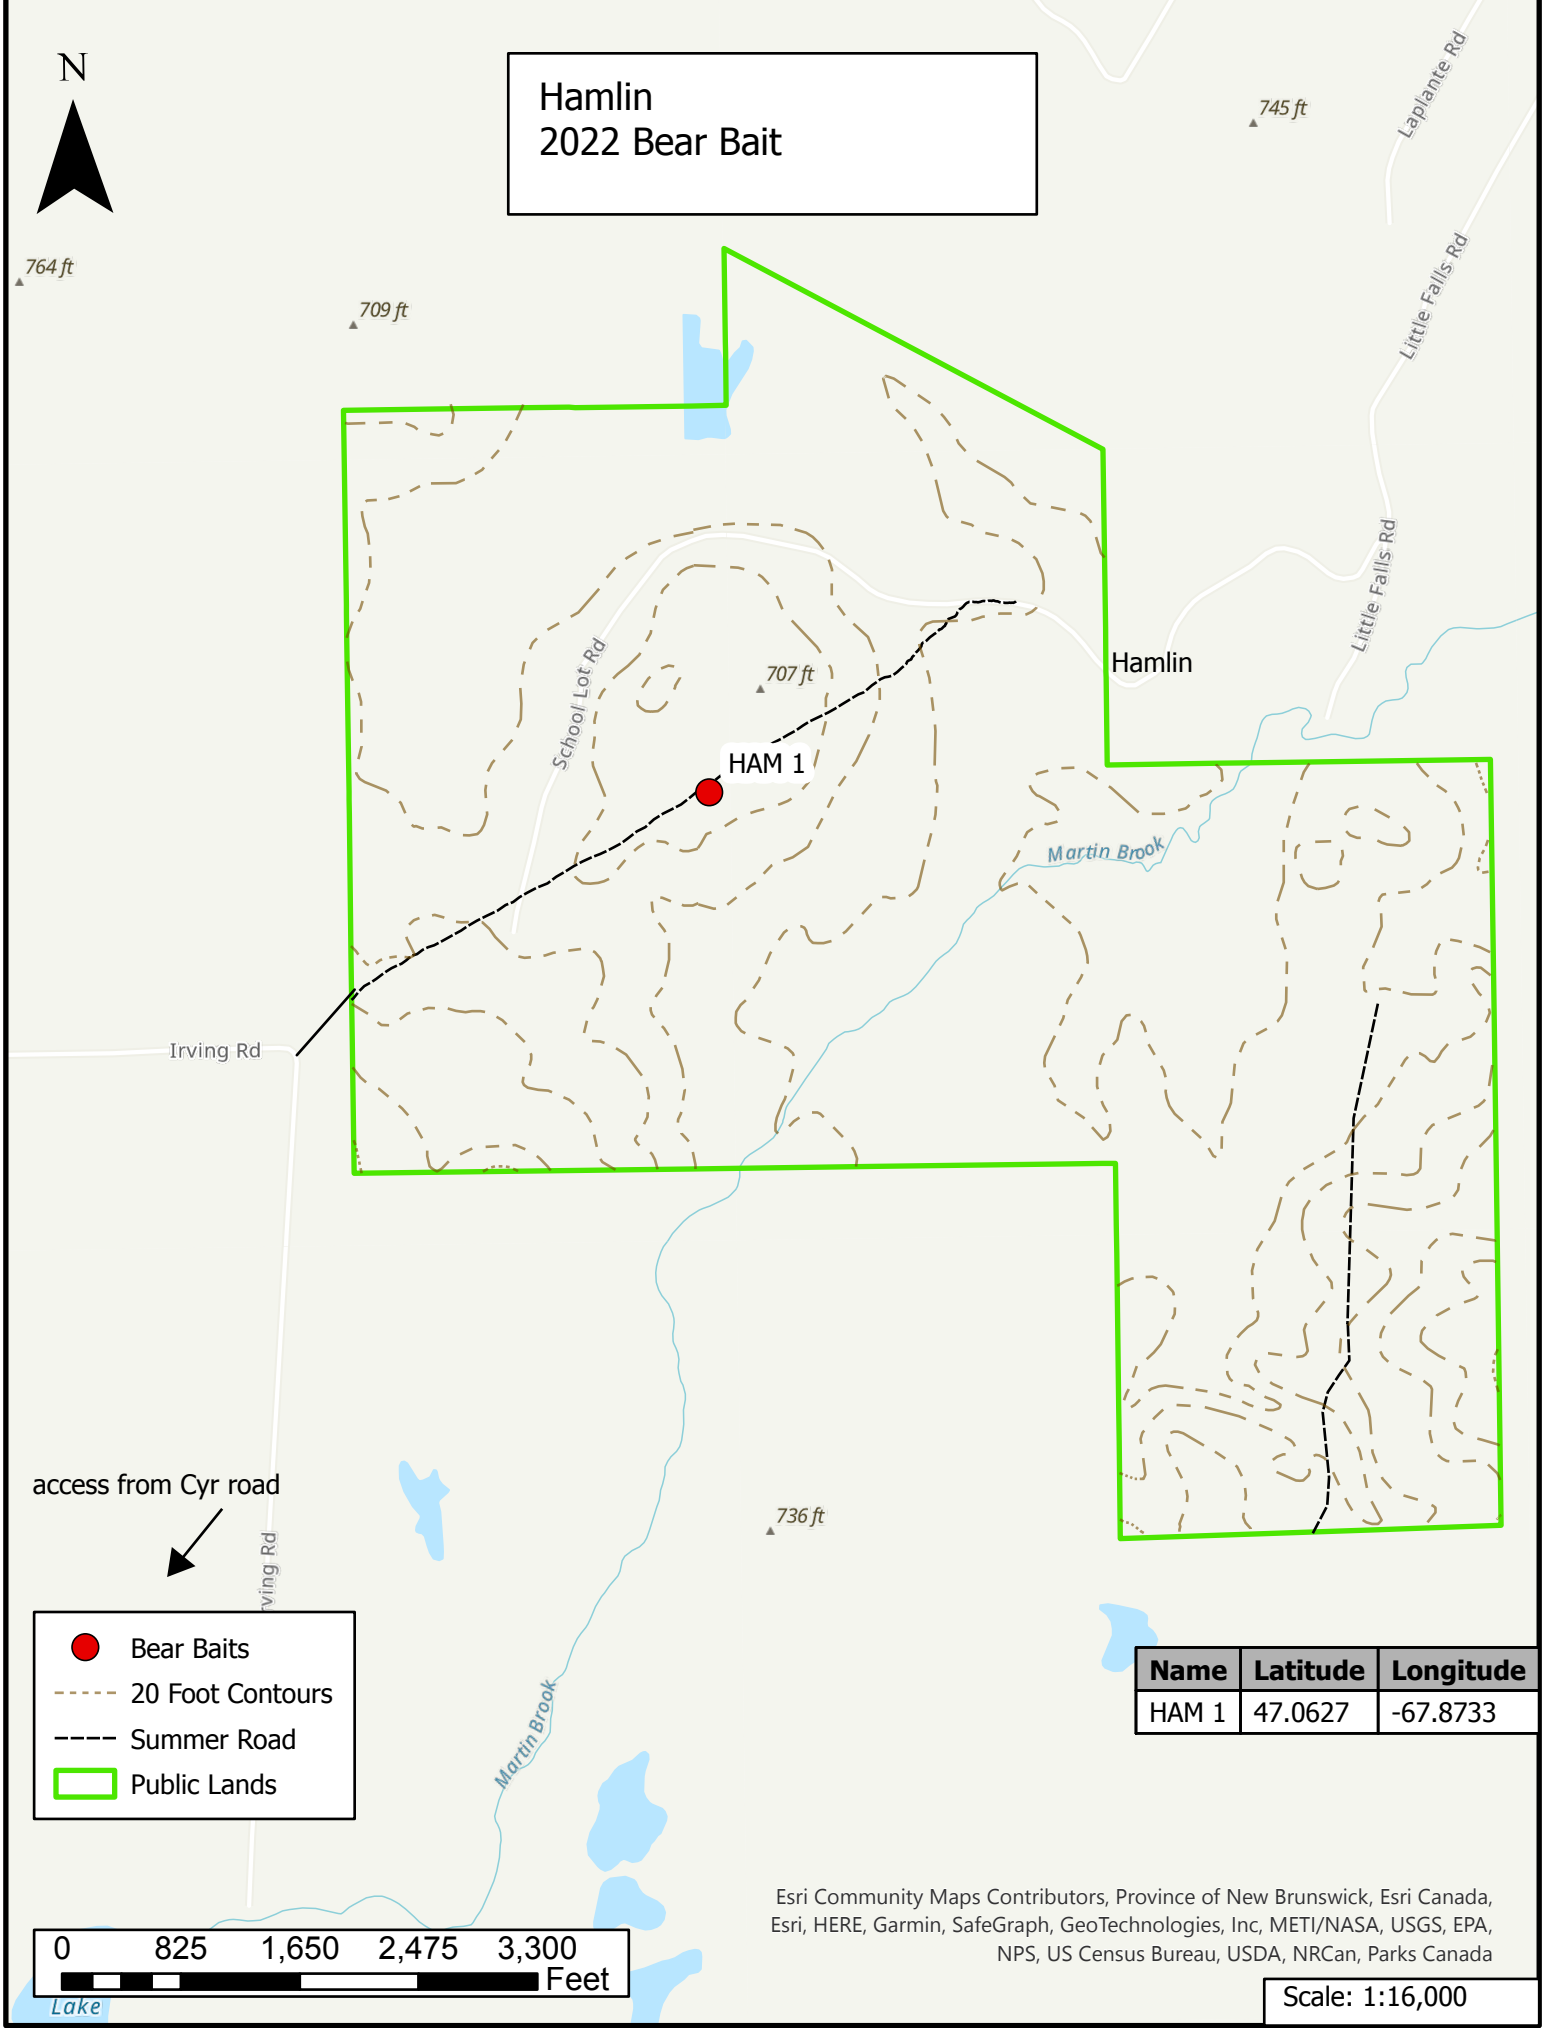 N
Hamlin
2022 Bear Bait
745 ft
Laplante Rd
764 ft
709 ft
Little Falls Rd
Little Falls Rd
School Lot Rd
707 ft
Hamlin
HAM 1
Martin Brook
Irving Rd
access from Cyr road
736 ft
rving Rd
Bear Baits
20 Foot Contours
Summer Road
Public Lands
Name Latitude Longitude
HAM 1 47.0627 -67.8733
Martin Brook
Esri Community Maps Contributors, Province of New Brunswick, Esri Canada,
Esri, HERE, Garmin, SafeGraph, GeoTechnologies, Inc, METI/NASA, USGS, EPA,
NPS, US Census Bureau, USDA, NRCan, Parks Canada
0 825 1,650 2,475 3,300
Feet
Lake
Scale: 1:16,000